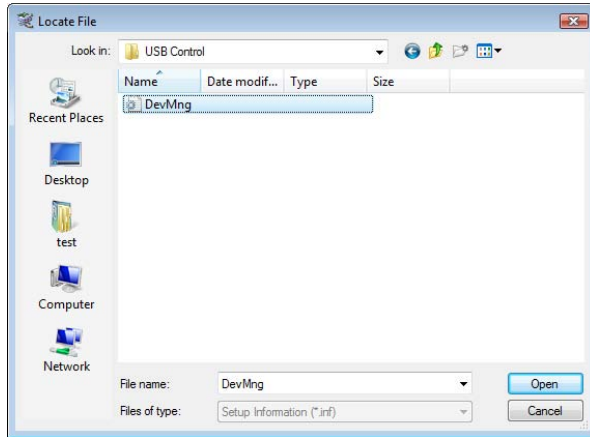 Locate File
Look in: USB Control
Name Date modif... Type Size
DevMng
Recent Places
Desktop
test
Computer
Network
File name: DevMng Open
Files of type: Setup Information (*.inf) Cancel